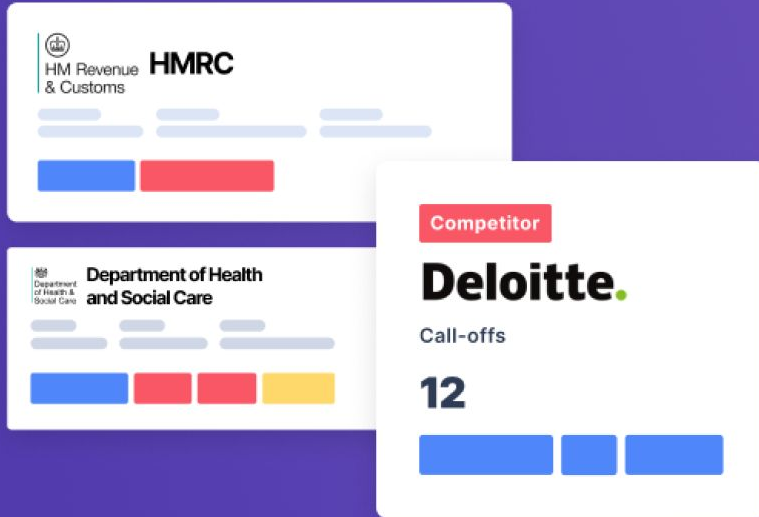 HM Revenue
& Customs
HMRC
Department
of Health &
Social Care
Department of Health
and Social Care
Competitor
Deloitte.
Call-offs
12